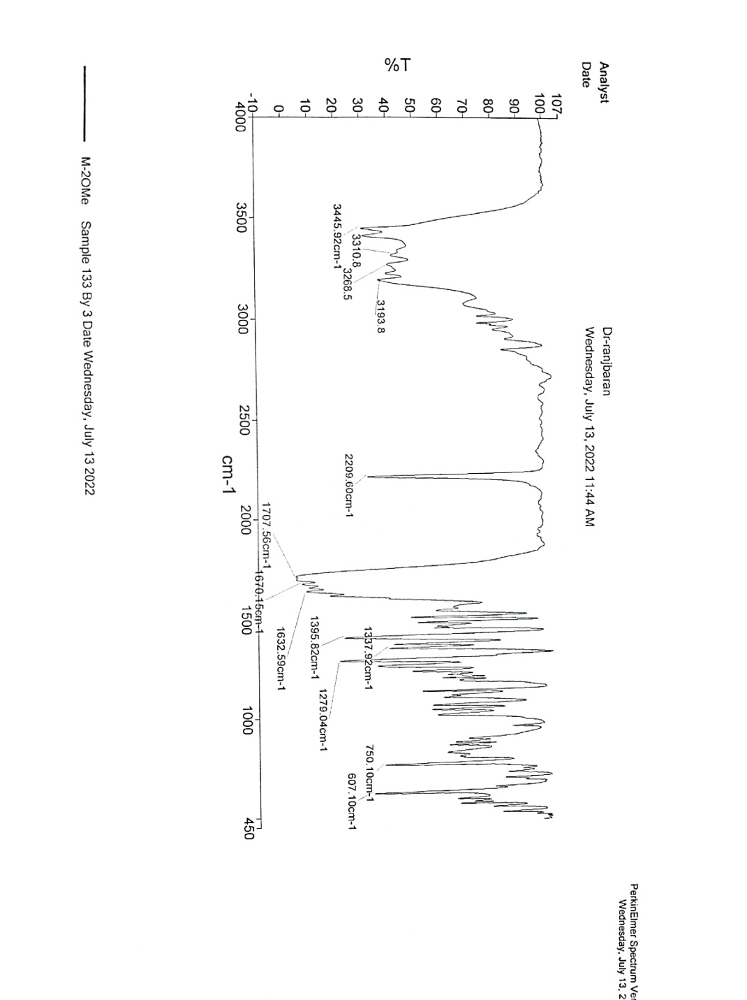 PerkinElmer Spectrum Ver
Wednesday, July 13, 2
Analyst Dr-ranjbaran
Date Wednesday, July 13, 2022 11:44 AM
107
100
90
80
70
60
50
40
30
20
10
0
-10
%T
4000
3500
3000
2500
2000
1500
1000
450
cm-1
3445.92cm-1
3310.8
3268.5
3193.8
2209.60cm-1
1707.56cm-1
1670.15cm-1
1632.59cm-1
1395.82cm-1
1337.92cm-1
1279.04cm-1
750.10cm-1
607.10cm-1
M-2OMe Sample 133 By 3 Date Wednesday, July 13 2022